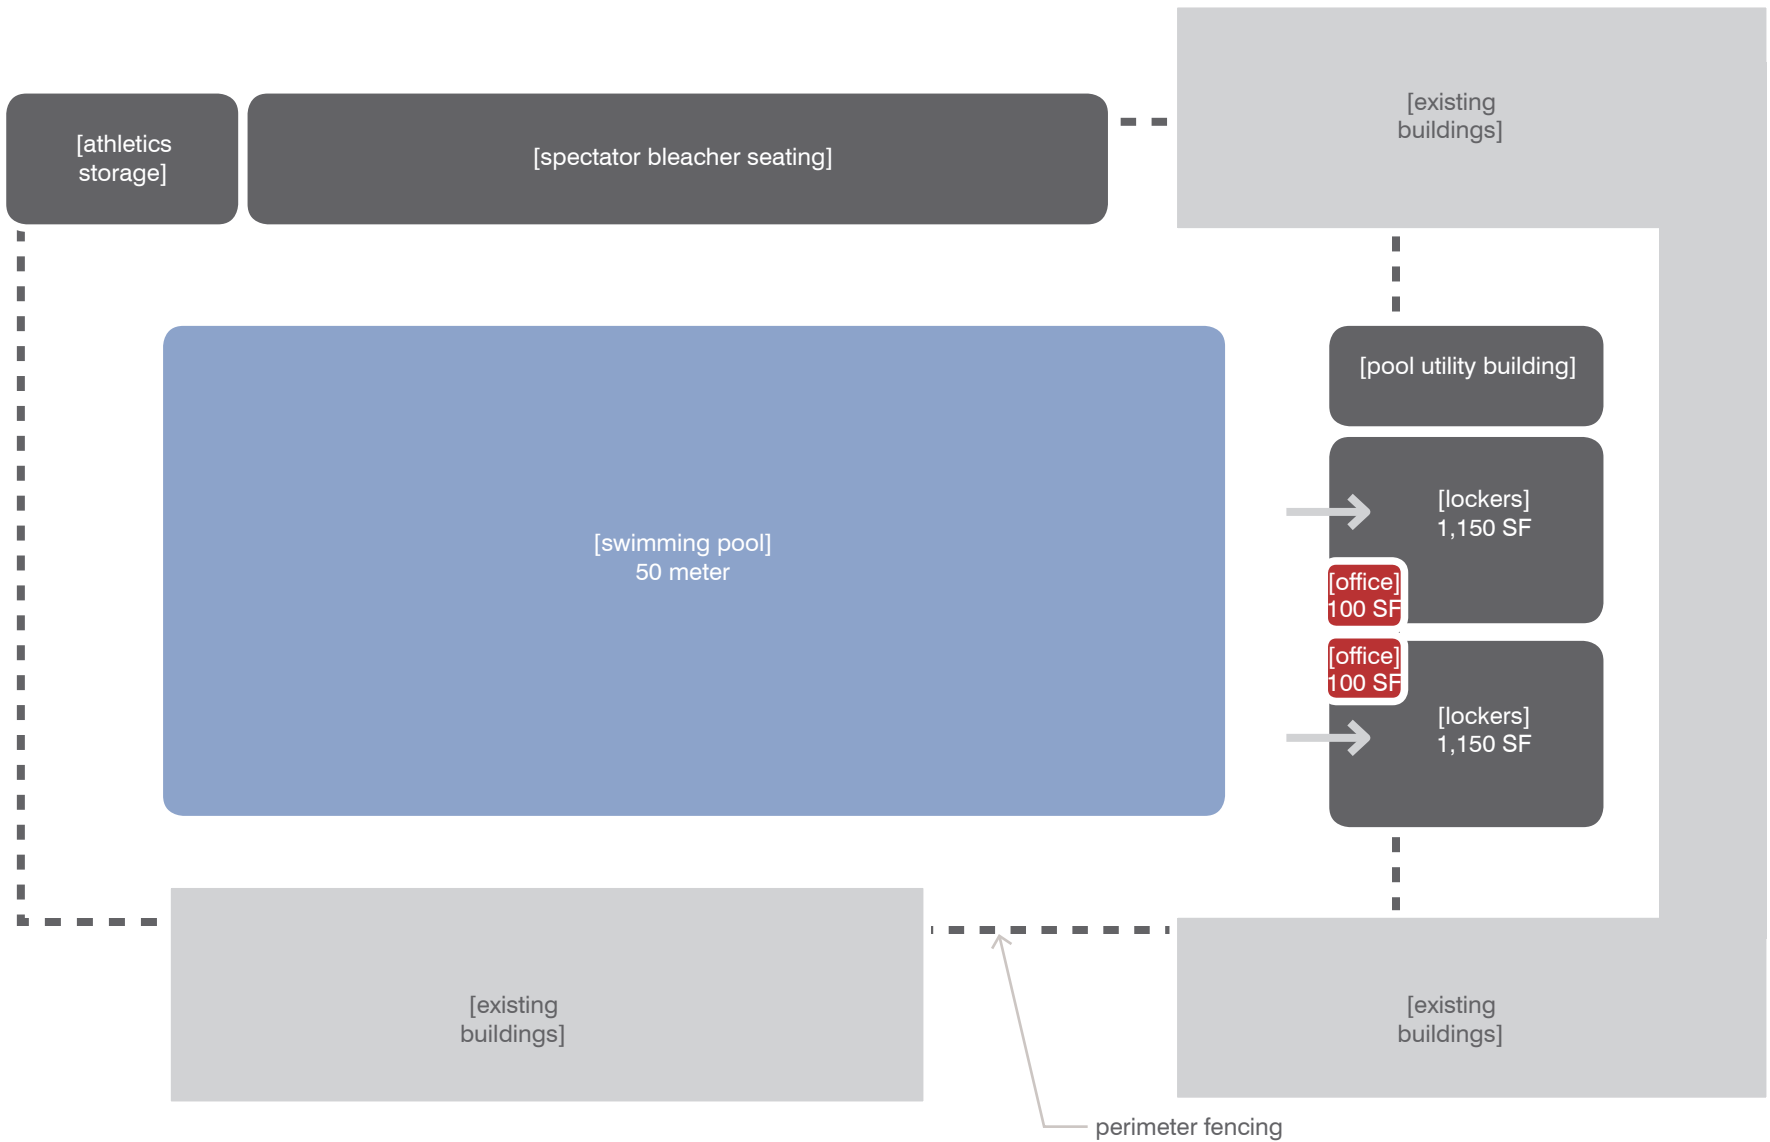 [existing
buildings]
[athletics
storage]
[spectator bleacher seating]
[pool utility building]
[lockers]
1,150 SF
[swimming pool]
50 meter
[office]
100 SF
[office]
100 SF
[lockers]
1,150 SF
[existing
buildings]
[existing
buildings]
perimeter fencing